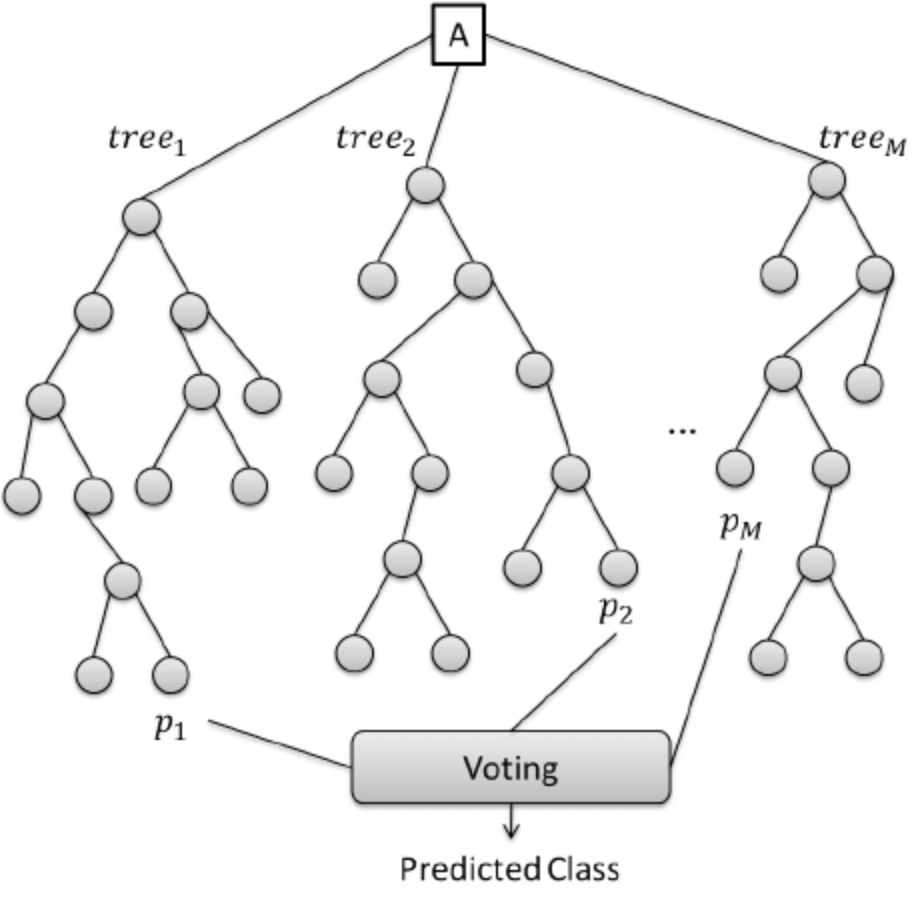 A
tree₁
tree₂
tree_M
...
p_M
p₂
p₁
Voting
Predicted Class